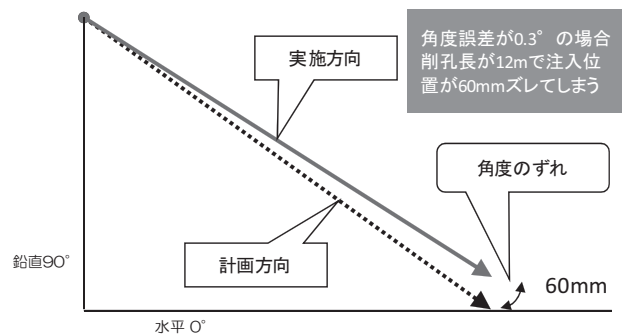 角度誤差が0.3°の場合
削孔長が12mで注入位
置が60mmズレてしまう
実施方向
角度のずれ
計画方向
鉛直90°
60mm
水平 0°